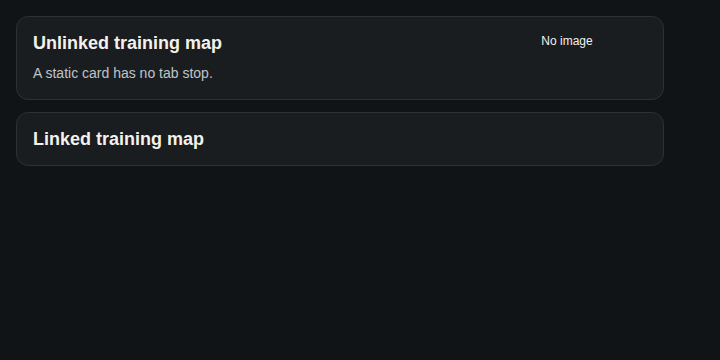 Unlinked training map
No image
A static card has no tab stop.
Linked training map